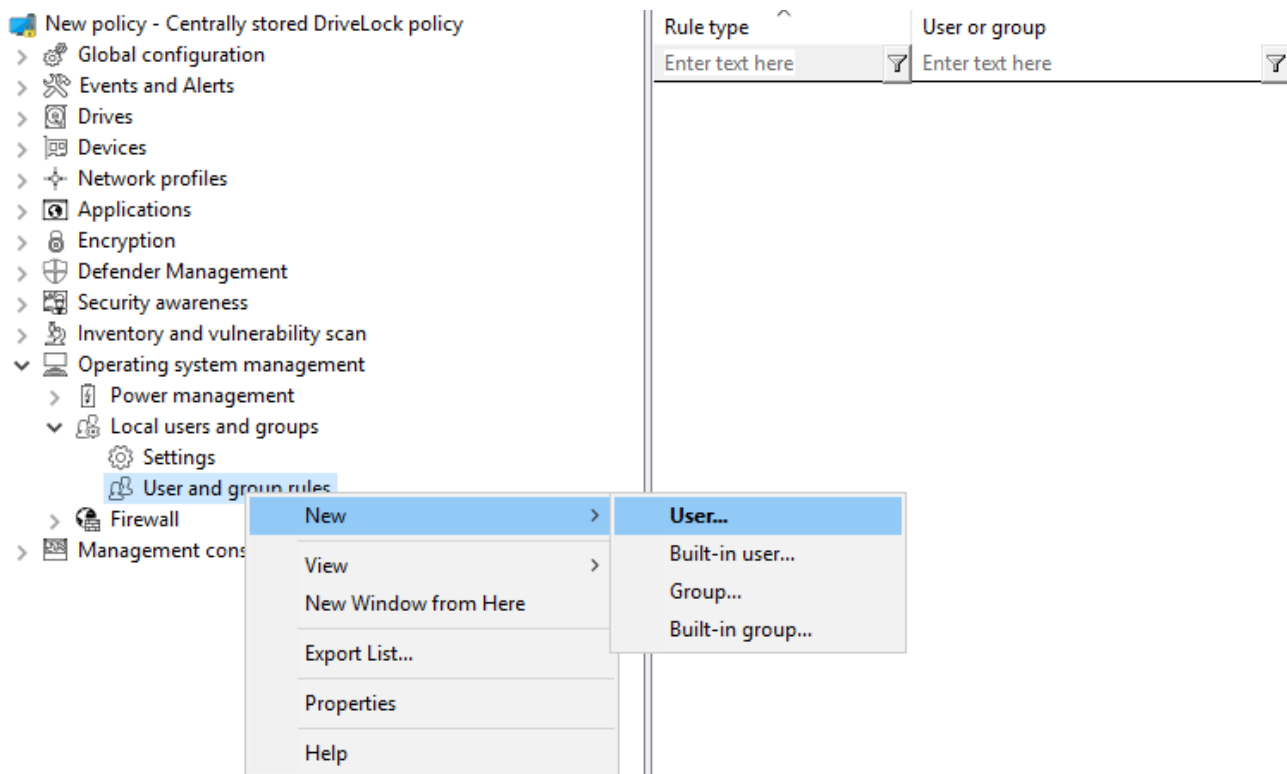 New policy - Centrally stored DriveLock policy
Global configuration
Events and Alerts
Drives
Devices
Network profiles
Applications
Encryption
Defender Management
Security awareness
Inventory and vulnerability scan
Operating system management
Power management
Local users and groups
Settings
User and group rules
Firewall
Management cons
New
View
New Window from Here
Export List...
Properties
Help
User...
Built-in user...
Group...
Built-in group...
Rule type
User or group
Enter text here
Enter text here